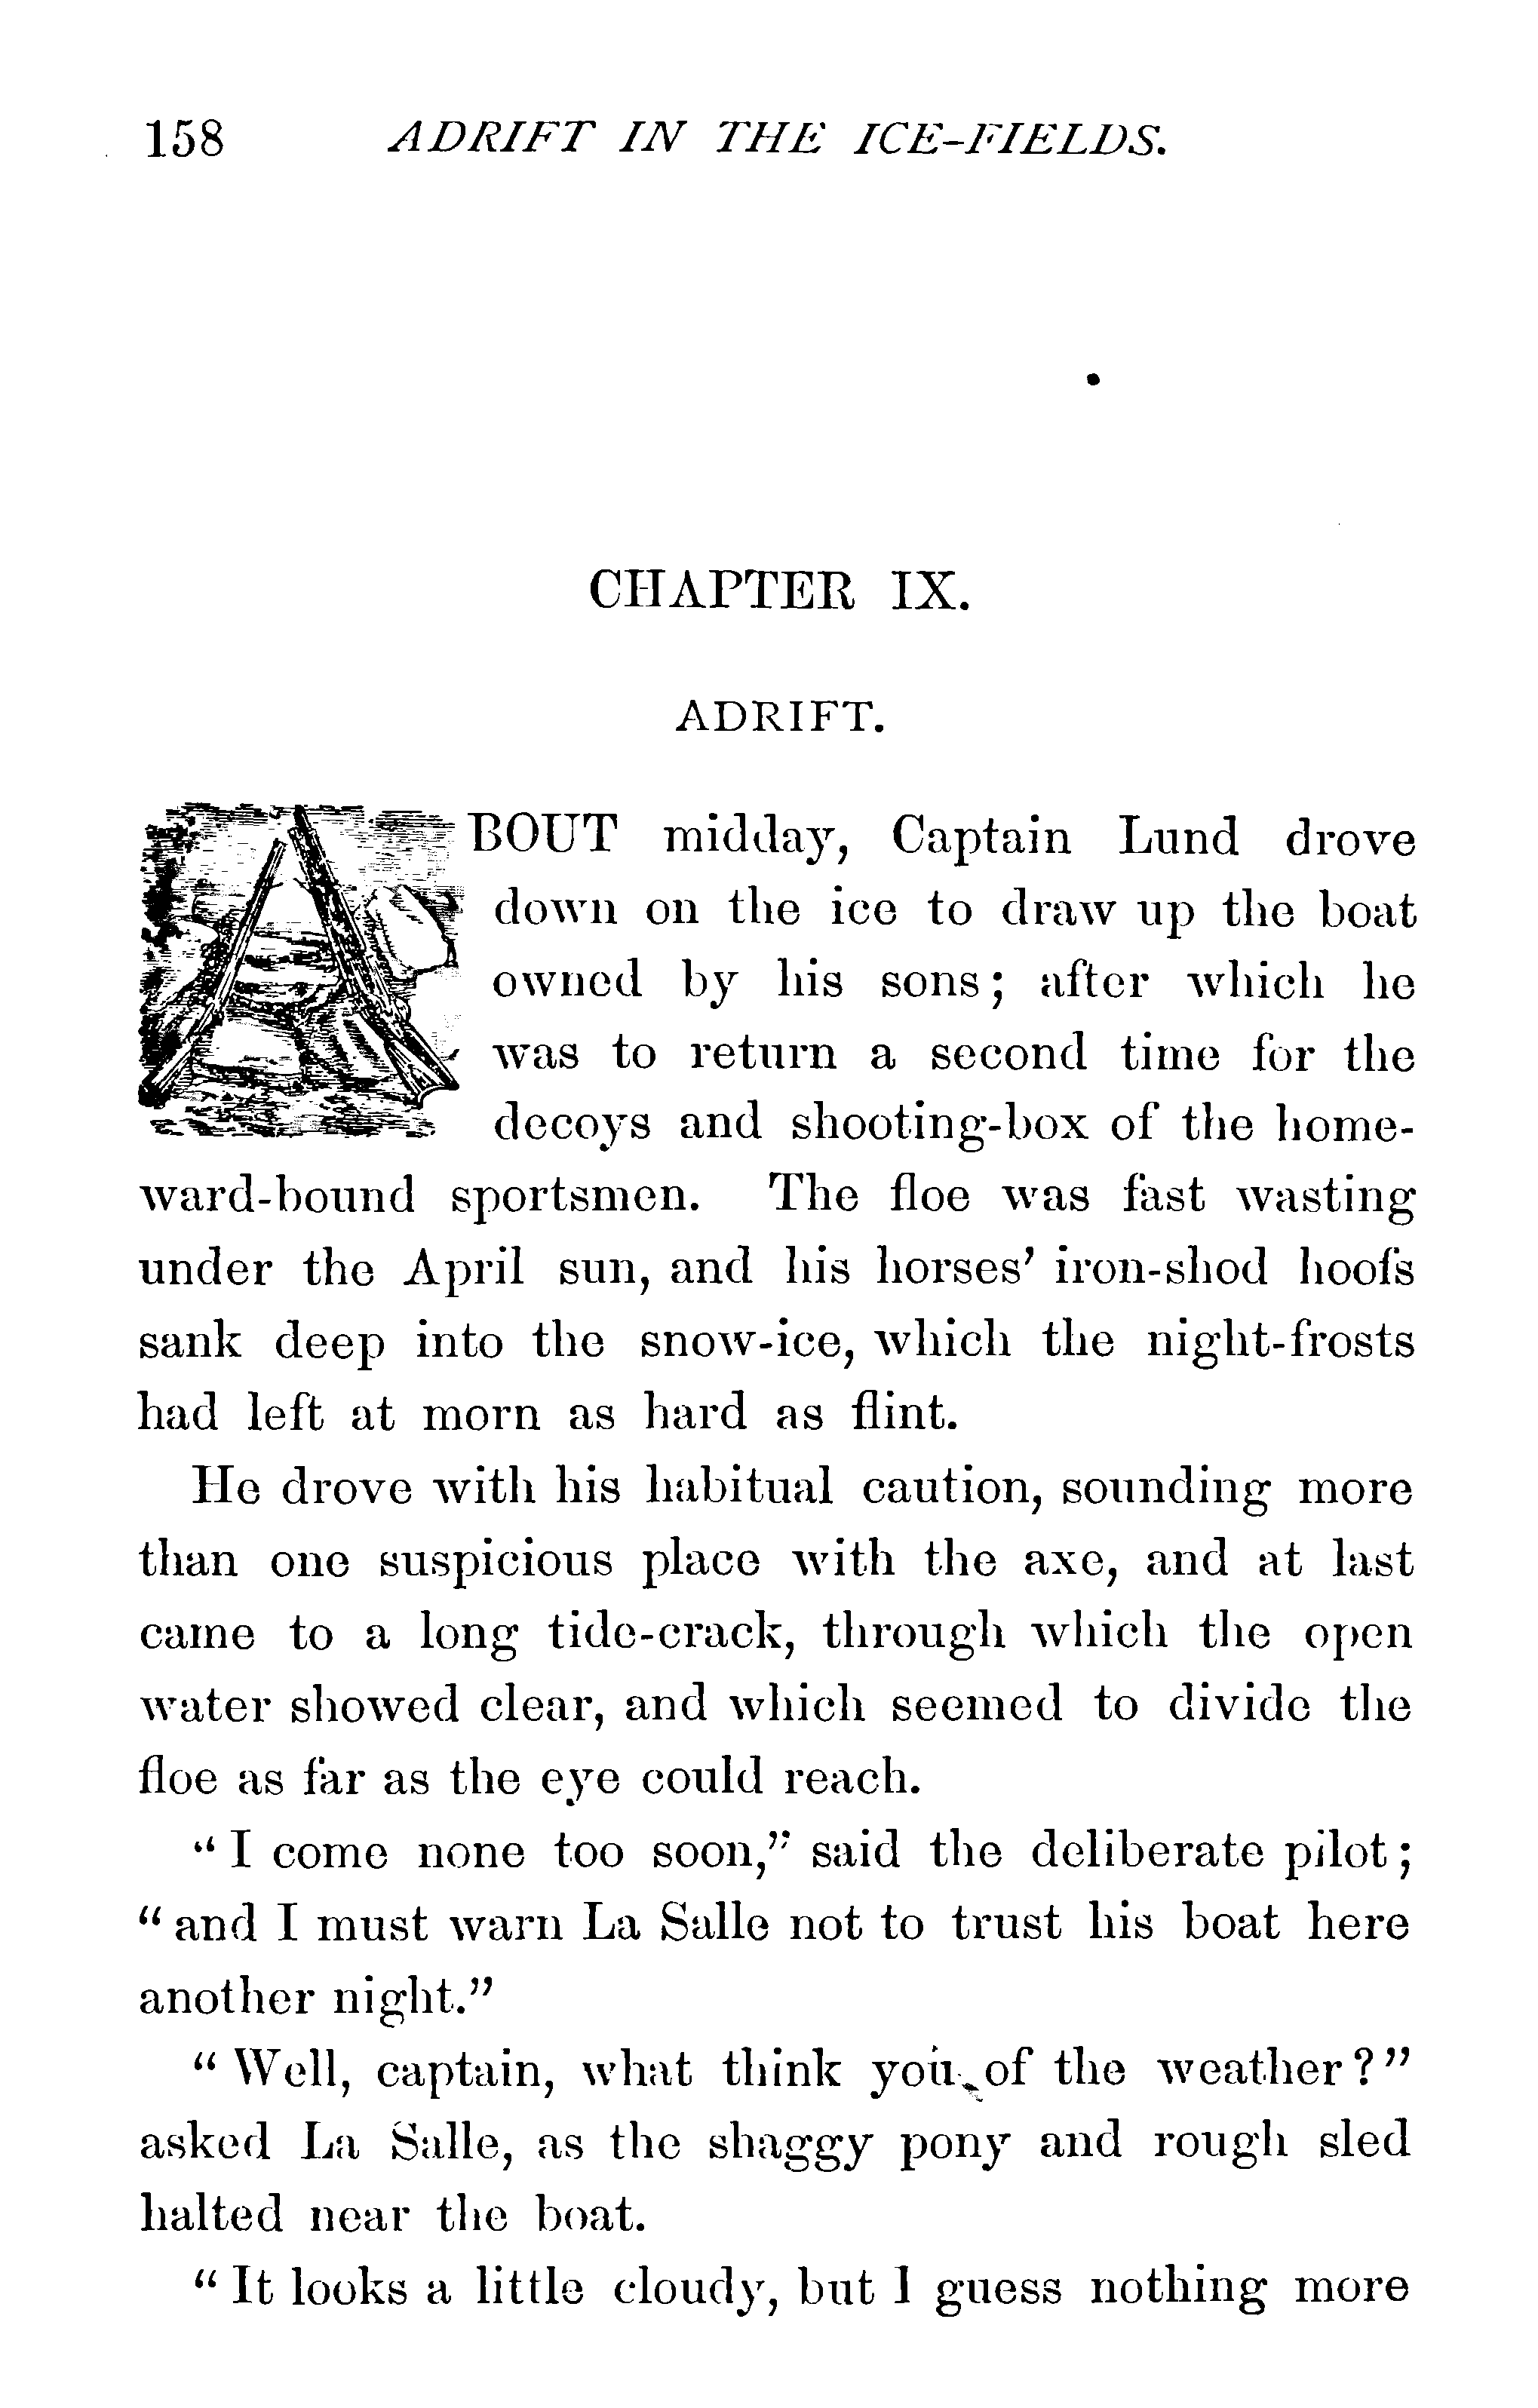 158 ADRIFT IN THE ICE-FIELDS.
CHAPTER IX.
ADRIFT.
ABOUT midday, Captain Lund drove
down on the ice to draw up the boat
owned by his sons; after which he
was to return a second time for the
decoys and shooting-box of the home-
ward-bound sportsmen. The floe was fast wasting
under the April sun, and his horses' iron-shod hoofs
sank deep into the snow-ice, which the night-frosts
had left at morn as hard as flint.
He drove with his habitual caution, sounding more
than one suspicious place with the axe, and at last
came to a long tide-crack, through which the open
water showed clear, and which seemed to divide the
floe as far as the eye could reach.
"I come none too soon," said the deliberate pilot;
"and I must warn La Salle not to trust his boat here
another night."
"Well, captain, what think you of the weather?"
asked La Salle, as the shaggy pony and rough sled
halted near the boat.
"It looks a little cloudy, but I guess nothing more